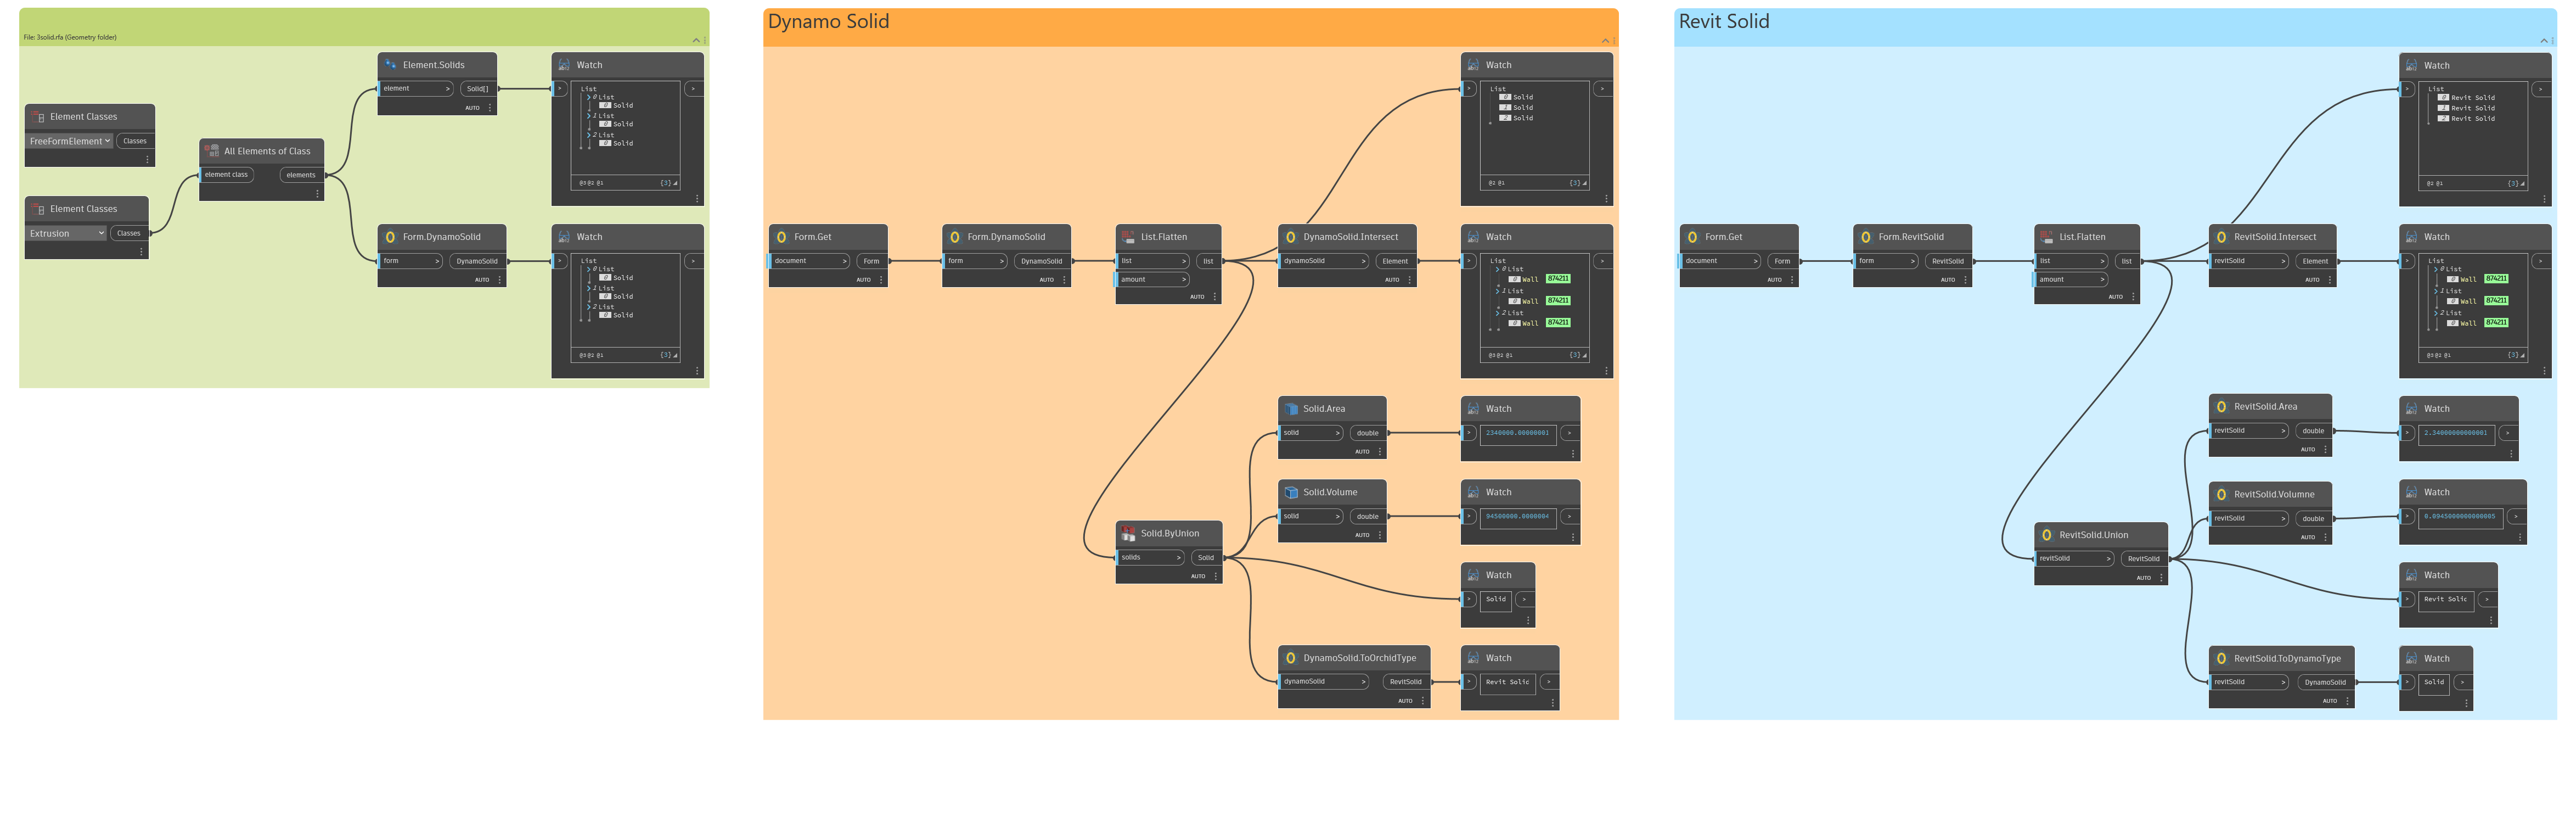 File: 3solid.rfa (Geometry folder)
Element Classes
FreeFormElement
Classes
Element Classes
Extrusion
Classes
All Elements of Class
element class
elements
Element.Solids
element >
Solid[]
AUTO
Watch
>
List
0 List
0 Solid
1 List
0 Solid
2 List
0 Solid
@3 @2 @1 {3}
>
Form.DynamoSolid
form >
DynamoSolid
AUTO
Watch
>
List
0 List
0 Solid
1 List
0 Solid
2 List
0 Solid
@3 @2 @1 {3}
>
Dynamo Solid
Form.Get
document >
Form
AUTO
Form.DynamoSolid
form >
DynamoSolid
AUTO
List.Flatten
list >
list
amount >
AUTO
DynamoSolid.Intersect
dynamoSolid >
Element
AUTO
Watch
>
List
0 Solid
1 Solid
2 Solid
@2 @1 {3}
>
Watch
>
List
0 List
0 Wall 874211
1 List
0 Wall 874211
2 List
0 Wall 874211
@3 @2 @1 {3}
>
Solid.Area
solid >
double
AUTO
Watch
>
2340000.00000001
>
Solid.Volume
solid >
double
AUTO
Watch
>
94500000.0000004
>
Solid.ByUnion
solids >
Solid
AUTO
Watch
>
Solid
>
DynamoSolid.ToOrchidType
dynamoSolid >
RevitSolid
AUTO
Watch
>
Revit Solid
>
Revit Solid
Form.Get
document >
Form
AUTO
Form.RevitSolid
form >
RevitSolid
AUTO
List.Flatten
list >
list
amount >
AUTO
RevitSolid.Intersect
revitSolid >
Element
AUTO
Watch
>
List
0 Revit Solid
1 Revit Solid
2 Revit Solid
@2 @1 {3}
>
Watch
>
List
0 List
0 Wall 874211
1 List
0 Wall 874211
2 List
0 Wall 874211
@3 @2 @1 {3}
>
RevitSolid.Area
revitSolid >
double
AUTO
Watch
>
2.34000000000001
>
RevitSolid.Volumne
revitSolid >
double
AUTO
Watch
>
0.0945000000000005
>
RevitSolid.Union
revitSolid >
RevitSolid
AUTO
Watch
>
Revit Solid
>
RevitSolid.ToDynamoType
revitSolid >
DynamoSolid
AUTO
Watch
>
Solid
>